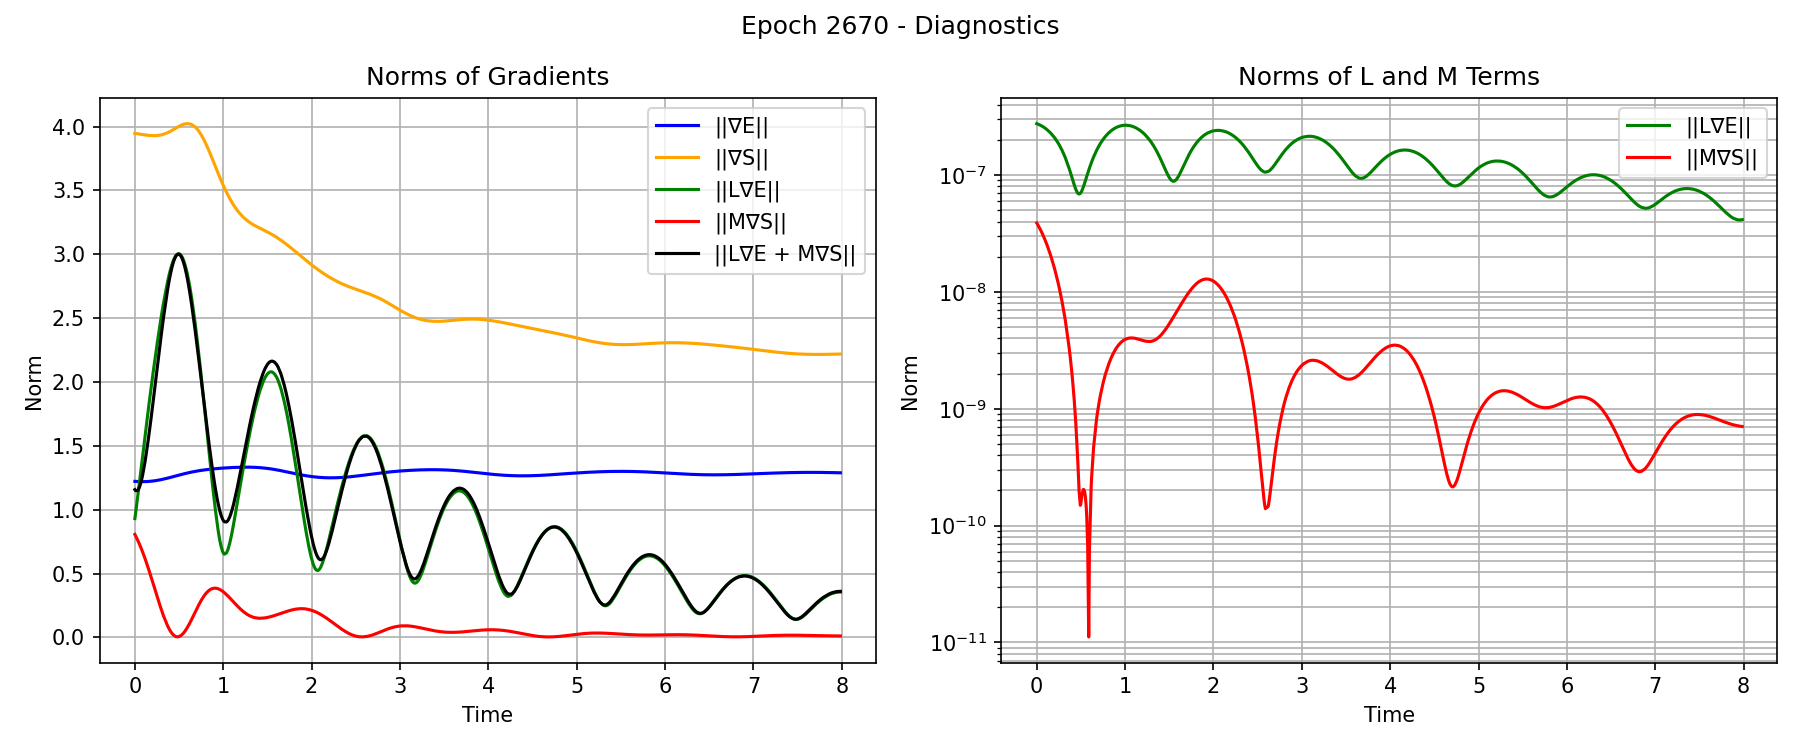 Epoch 2670 - Diagnostics
Norms of Gradients
Norm
4.0
3.5
3.0
2.5
2.0
1.5
1.0
0.5
0.0
||∇E||
||∇S||
||L∇E||
||M∇S||
||L∇E + M∇S||
0 1 2 3 4 5 6 7 8
Time
Norms of L and M Terms
Norm
10⁻⁷
10⁻⁸
10⁻⁹
10⁻¹⁰
10⁻¹¹
||L∇E||
||M∇S||
0 1 2 3 4 5 6 7 8
Time